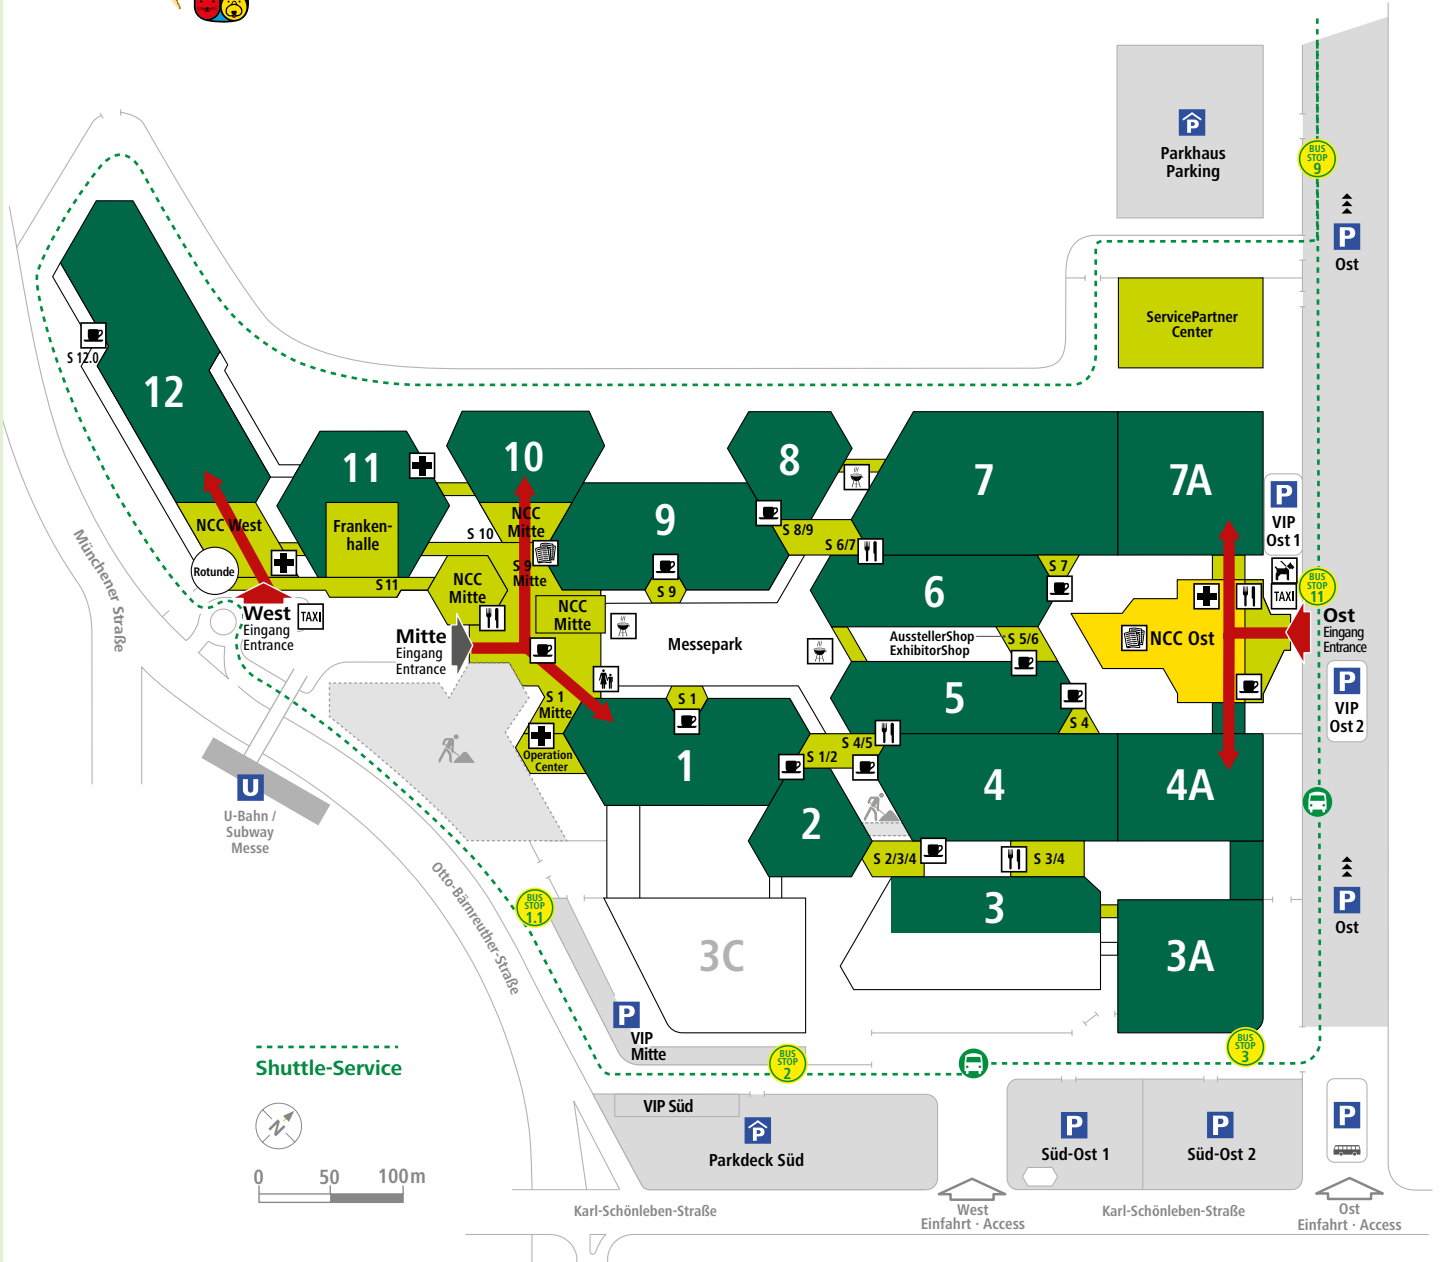 P
Parkhaus
Parking
BUS
STOP
9
P
Ost
ServicePartner
Center
S 12.0
12
11
10
8
7
7A
NCC West
Franken-
halle
S 10
NCC
Mitte
9
S 8/9
S 6/7
P
VIP
Ost 1
Münchener Straße
Rotunde
S 11
NCC
Mitte
S 9
Mitte
S 9
NCC
Mitte
6
S 7
TAXI
BUS
STOP
11
West
Eingang
Entrance
TAXI
Mitte
Eingang
Entrance
Messepark
AusstellerShop
ExhibitorShop
S 5/6
NCC Ost
Ost
Eingang
Entrance
P
VIP
Ost 2
S 1
Mitte
S 1
5
S 4
Operation
Center
1
S 1/2
S 4/5
4
4A
U
U-Bahn /
Subway
Messe
2
S 2/3/4
S 3/4
Otto-Bärnreuther-Straße
BUS
STOP
1.1
3C
3
3A
P
Ost
P
VIP
Mitte
BUS
STOP
2
BUS
STOP
3
Shuttle-Service
N
0 50 100 m
VIP Süd
P
Parkdeck Süd
P
Süd-Ost 1
P
Süd-Ost 2
P
Karl-Schönleben-Straße
West
Einfahrt · Access
Karl-Schönleben-Straße
Ost
Einfahrt · Access